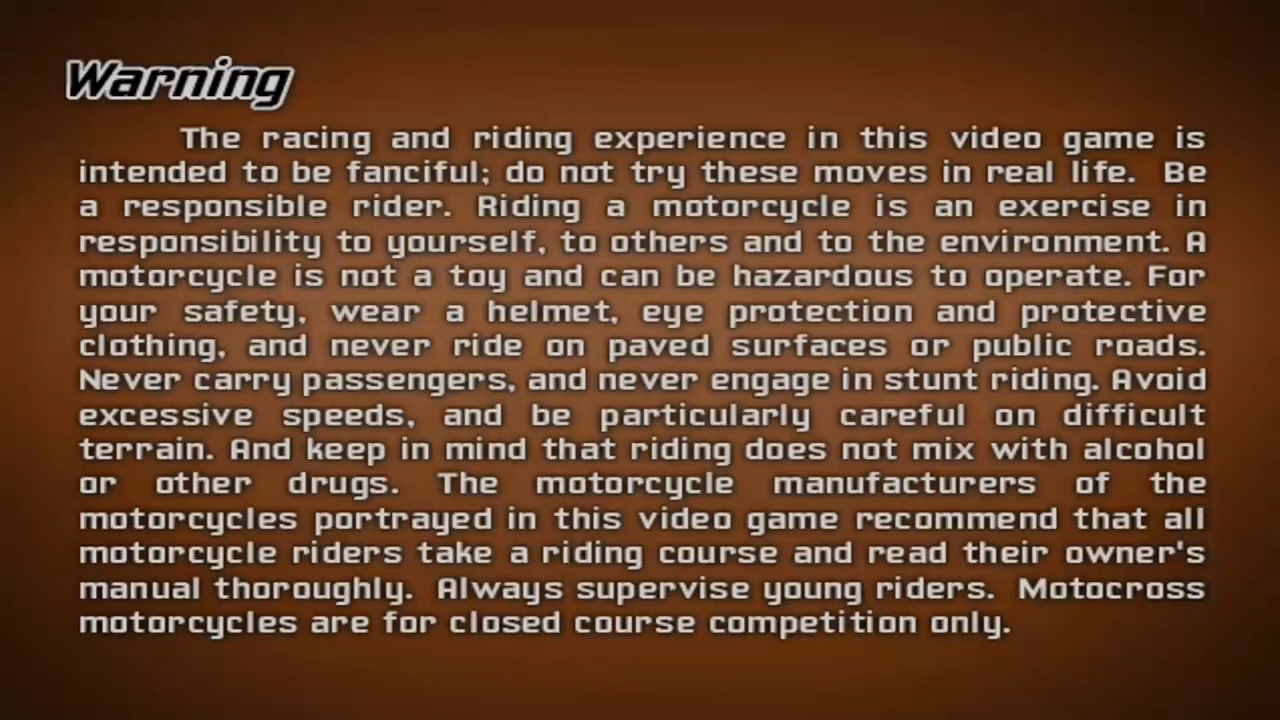 Warning
The racing and riding experience in this video game is
intended to be fanciful; do not try these moves in real life. Be
a responsible rider. Riding a motorcycle is an exercise in
responsibility to yourself, to others and to the environment. A
motorcycle is not a toy and can be hazardous to operate. For
your safety, wear a helmet, eye protection and protective
clothing, and never ride on paved surfaces or public roads.
Never carry passengers, and never engage in stunt riding. Avoid
excessive speeds, and be particularly careful on difficult
terrain. And keep in mind that riding does not mix with alcohol
or other drugs. The motorcycle manufacturers of the
motorcycles portrayed in this video game recommend that all
motorcycle riders take a riding course and read their owner's
manual thoroughly. Always supervise young riders. Motocross
motorcycles are for closed course competition only.